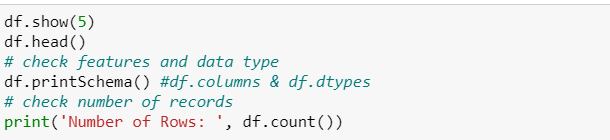 df.show(5)
df.head()
# check features and data type
df.printSchema() #df.columns & df.dtypes
# check number of records
print('Number of Rows: ', df.count())